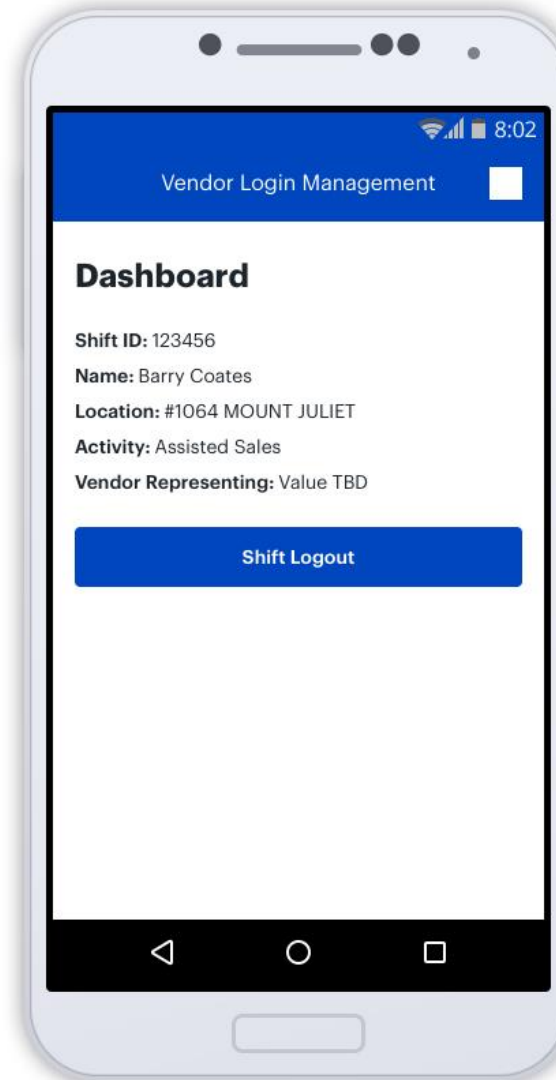 8:02
Vendor Login Management
Dashboard
Shift ID: 123456
Name: Barry Coates
Location: #1064 MOUNT JULIET
Activity: Assisted Sales
Vendor Representing: Value TBD
Shift Logout